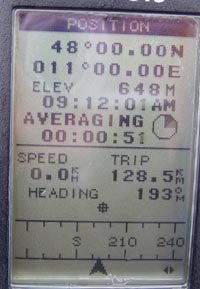 POSITION
48°00.00N
011°00.00E
ELEV 648M
09:12:01AM
AVERAGING
00:00:51
SPEED TRIP
0.0KH 128.5KM
HEADING 193°M
S 210 240